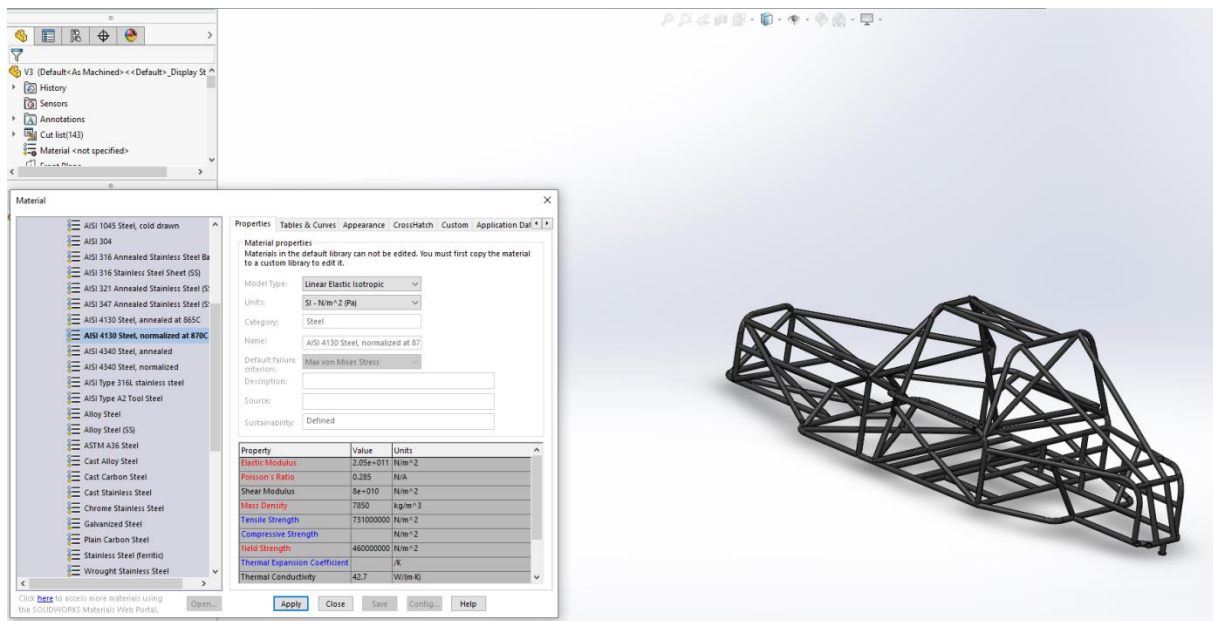 V3 (Default<As Machined><<Default>_Display St
History
Sensors
Annotations
Cut list(143)
Material <not specified>
Front Plane
Material
AISI 1045 Steel, cold drawn
AISI 304
AISI 316 Annealed Stainless Steel Ba
AISI 316 Stainless Steel Sheet (SS)
AISI 321 Annealed Stainless Steel (S
AISI 347 Annealed Stainless Steel (S
AISI 4130 Steel, annealed at 865C
AISI 4130 Steel, normalized at 870C
AISI 4340 Steel, annealed
AISI 4340 Steel, normalized
AISI Type 316L stainless steel
AISI Type A2 Tool Steel
Alloy Steel
Alloy Steel (SS)
ASTM A36 Steel
Cast Alloy Steel
Cast Carbon Steel
Cast Stainless Steel
Chrome Stainless Steel
Galvanized Steel
Plain Carbon Steel
Stainless Steel (ferritic)
Wrought Stainless Steel
Click here to access more materials using
the SOLIDWORKS Materials Web Portal.
Open...
Properties Tables & Curves Appearance CrossHatch Custom Application Dat
Material properties
Materials in the default library can not be edited. You must first copy the material
to a custom library to edit it.
Model Type: Linear Elastic Isotropic
Units: SI - N/m^2 (Pa)
Category: Steel
Name: AISI 4130 Steel, normalized at 87
Default failure criterion: Max von Mises Stress
Description:
Source:
Sustainability: Defined
Property Value Units
Elastic Modulus 2.05e+011 N/m^2
Poisson's Ratio 0.285 N/A
Shear Modulus 8e+010 N/m^2
Mass Density 7850 kg/m^3
Tensile Strength 731000000 N/m^2
Compressive Strength N/m^2
Yield Strength 460000000 N/m^2
Thermal Expansion Coefficient /K
Thermal Conductivity 42.7 W/(m·K)
Apply Close Save Config... Help